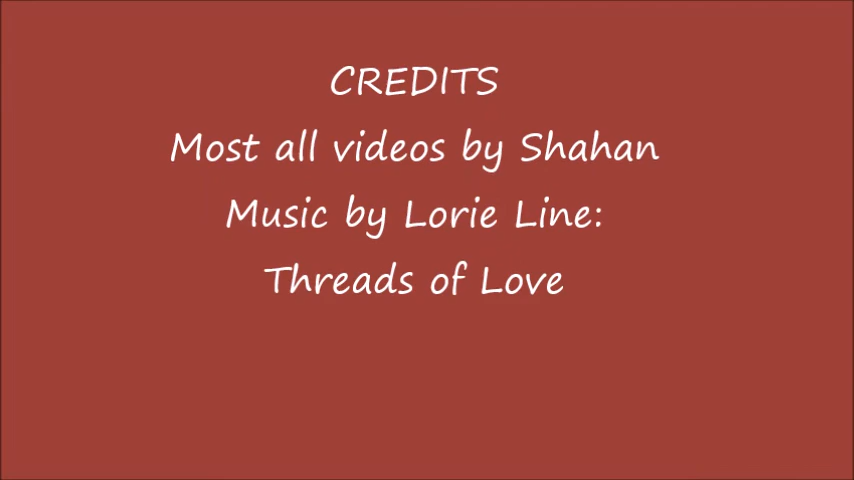 CREDITS
Most all videos by Shahan
Music by Lorie Line:
Threads of Love